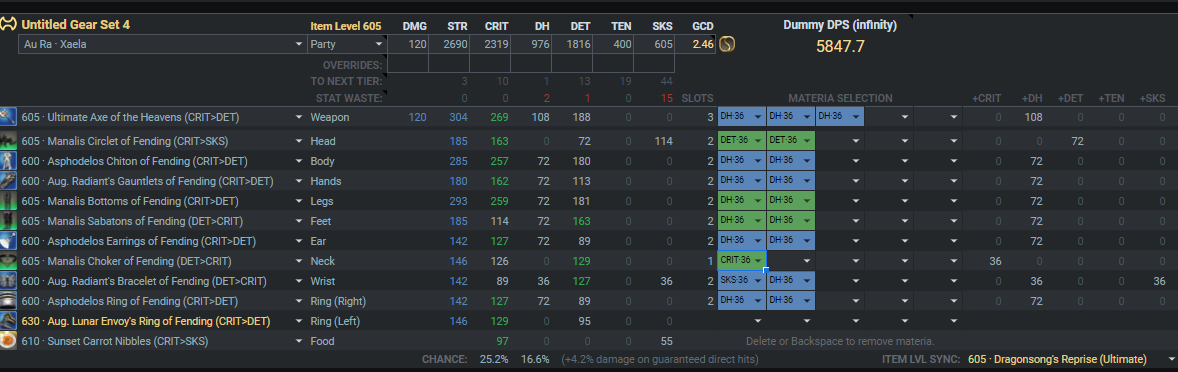 Untitled Gear Set 4 Item Level 605 DMG STR CRIT DH DET TEN SKS GCD Dummy DPS (infinity)
Au Ra · Xaela Party 120 2690 2319 976 1816 400 605 2.46 5847.7
OVERRIDES:
TO NEXT TIER: 3 10 1 13 19 44
STAT WASTE: 0 0 2 1 0 15 SLOTS MATERIA SELECTION +CRIT +DH +DET +TEN +SKS
605 · Ultimate Axe of the Heavens (CRIT>DET) Weapon 120 304 269 108 188 0 0 3 DH·36 DH·36 DH·36 0 108 0 0 0
605 · Manalis Circlet of Fending (CRIT>SKS) Head 185 163 0 72 0 114 2 DET·36 DET·36 0 0 72 0 0
600 · Asphodelos Chiton of Fending (CRIT>DET) Body 285 257 72 180 0 0 2 DH·36 DH·36 0 72 0 0 0
600 · Aug. Radiant's Gauntlets of Fending (CRIT>DET) Hands 180 162 72 113 0 0 2 DH·36 DH·36 0 72 0 0 0
605 · Manalis Bottoms of Fending (CRIT>DET) Legs 293 259 72 181 0 0 2 DH·36 DH·36 0 72 0 0 0
605 · Manalis Sabatons of Fending (DET>CRIT) Feet 185 114 72 163 0 0 2 DH·36 DH·36 0 72 0 0 0
600 · Asphodelos Earrings of Fending (CRIT>DET) Ear 142 127 72 89 0 0 2 DH·36 DH·36 0 72 0 0 0
605 · Manalis Choker of Fending (DET>CRIT) Neck 146 126 0 129 0 0 1 CRIT·36 36 0 0 0 0
600 · Aug. Radiant's Bracelet of Fending (DET>CRIT) Wrist 142 89 36 127 0 36 2 SKS·36 DH·36 0 36 0 0 36
600 · Asphodelos Ring of Fending (CRIT>DET) Ring (Right) 142 127 72 89 0 0 2 DH·36 DH·36 0 72 0 0 0
630 · Aug. Lunar Envoy's Ring of Fending (CRIT>DET) Ring (Left) 146 129 0 95 0 0
610 · Sunset Carrot Nibbles (CRIT>SKS) Food 97 55 Delete or Backspace to remove materia.
CHANCE: 25.2% 16.6% (+4.2% damage on guaranteed direct hits) ITEM LVL SYNC: 605 · Dragonsong's Reprise (Ultimate)